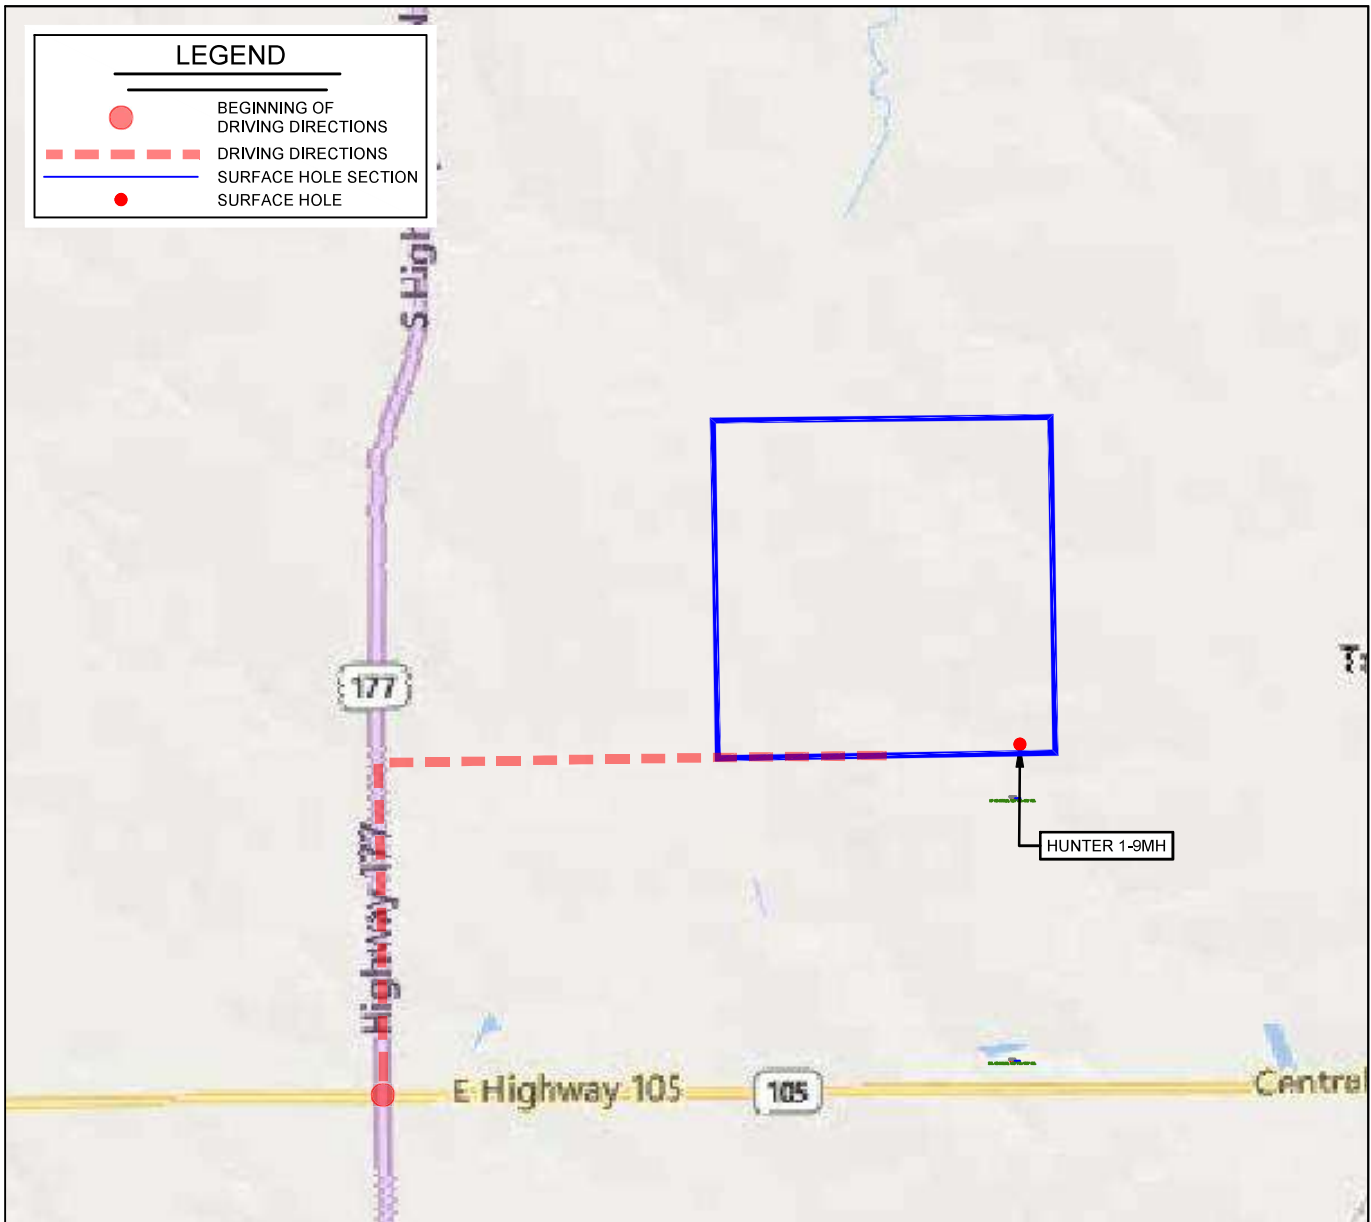 LEGEND
BEGINNING OF
DRIVING DIRECTIONS
DRIVING DIRECTIONS
SURFACE HOLE SECTION
SURFACE HOLE
S High
177
Highway 177
HUNTER 1-9MH
E Highway 105
105
Central